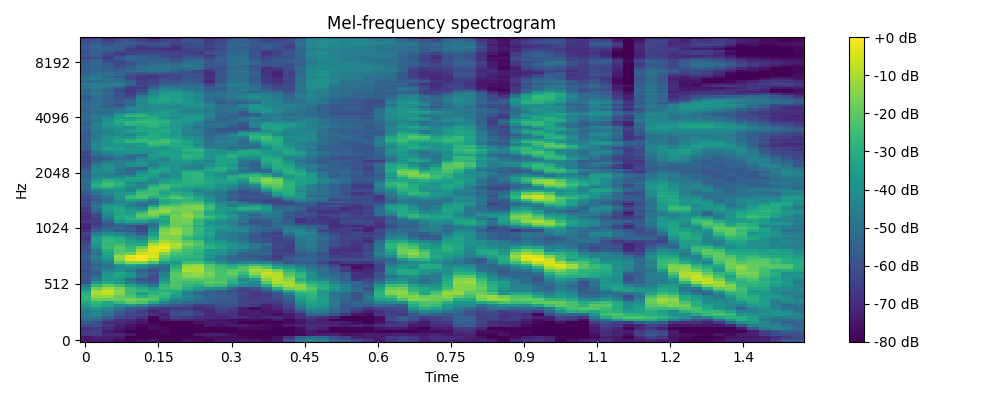 Mel-frequency spectrogram
Hz
8192
4096
2048
1024
512
0
0 0.15 0.3 0.45 0.6 0.75 0.9 1.1 1.2 1.4
Time
+0 dB
-10 dB
-20 dB
-30 dB
-40 dB
-50 dB
-60 dB
-70 dB
-80 dB